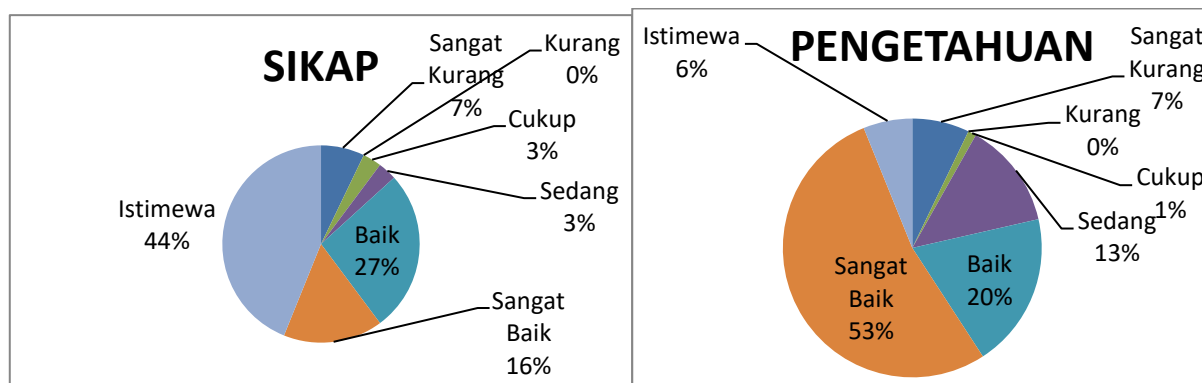 SIKAP
Sangat
Kurang
7%
Kurang
0%
Cukup
3%
Sedang
3%
Baik
27%
Sangat
Baik
16%
Istimewa
44%
PENGETAHUAN
Sangat
Kurang
7%
Kurang
0%
Cukup
1%
Sedang
13%
Baik
20%
Sangat
Baik
53%
Istimewa
6%